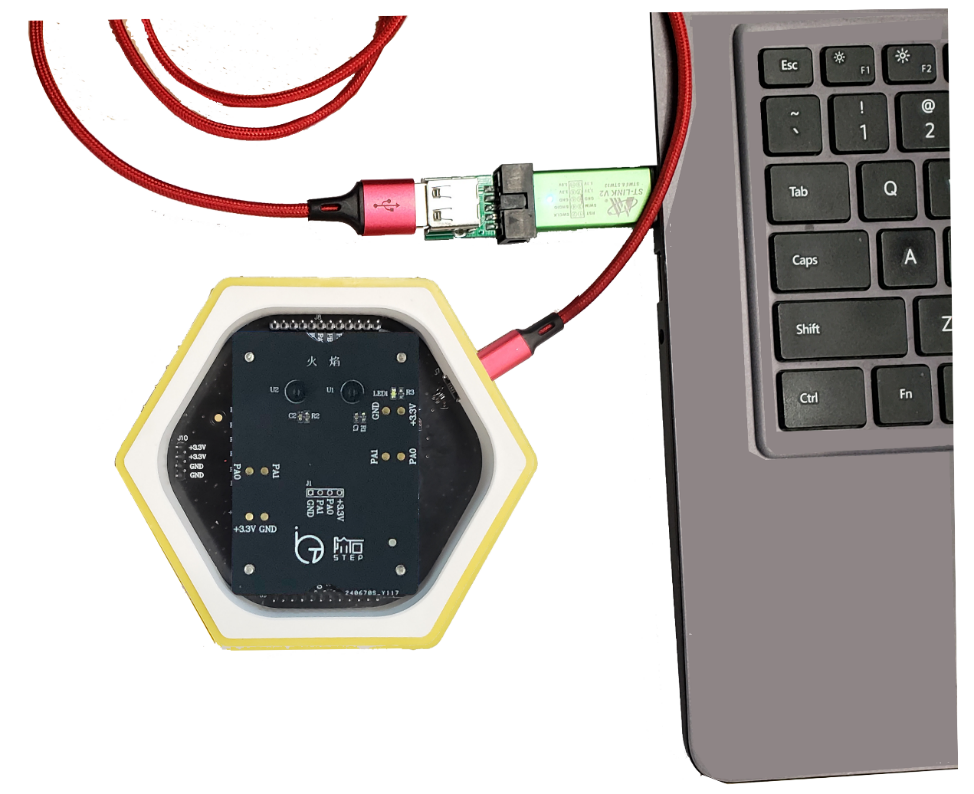 Esc
F1
F2
~
`
!
1
@
2
Tab
Q
Caps
A
Shift
Z
Ctrl
Fn
ST-LINK V2
火 焰
U2
U1
LED1
R3
C2
R2
GND
+3.3V
PA1
PA0
J10
+3.3V
+3.3V
GND
GND
PA0
PA1
J1
GND
PA1
PA0
+3.3V
+3.3V GND
STEP